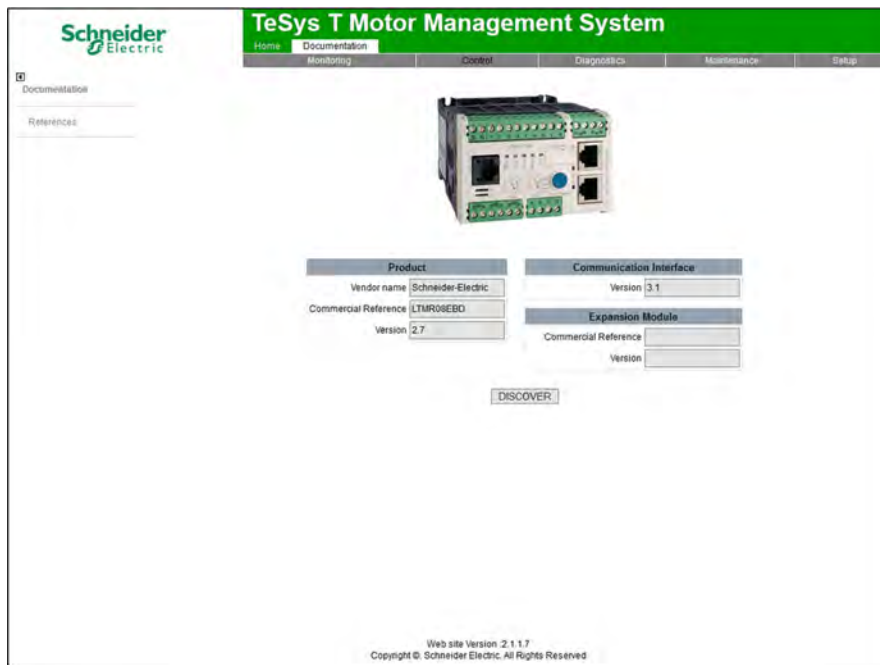 Schneider
Electric
TeSys T Motor Management System
Home Documentation
Monitoring Control Diagnostics Maintenance Setup
Documentation
References
Product
Vendor name Schneider-Electric
Commercial Reference LTMR08EBD
Version 2.7
Communication Interface
Version 3.1
Expansion Module
Commercial Reference
Version
DISCOVER
Web site Version :2.1.1.7
Copyright ©, Schneider Electric. All Rights Reserved